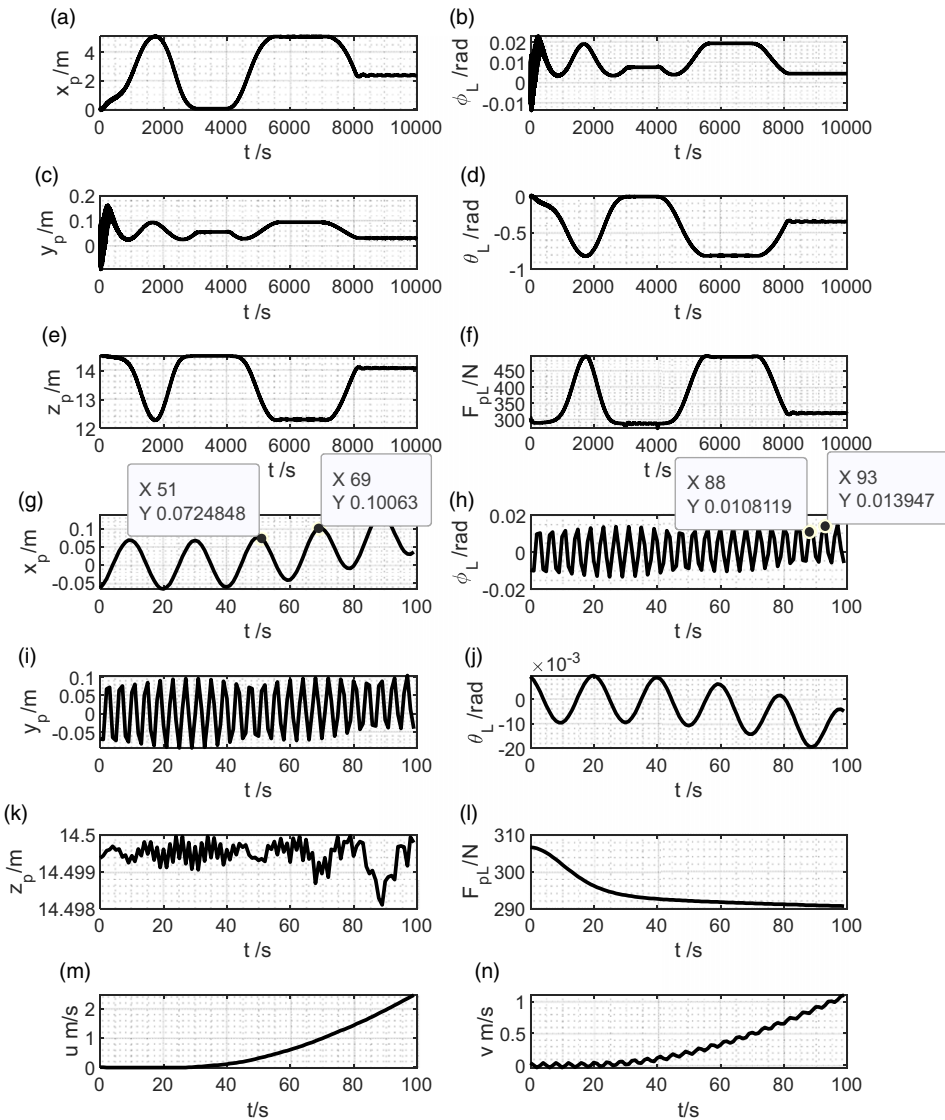 (a)
x_p/m
4
2
0
0 2000 4000 6000 8000 10000
t /s
(b)
ϕ_L /rad
0.02
0.01
0
-0.01
0 2000 4000 6000 8000 10000
t /s
(c)
y_p/m
0.2
0.1
0
0 2000 4000 6000 8000 10000
t /s
(d)
θ_L /rad
0
-0.5
-1
0 2000 4000 6000 8000 10000
t /s
(e)
z_p/m
14
13
12
0 2000 4000 6000 8000 10000
t /s
(f)
F_pL/N
450
400
350
300
0 2000 4000 6000 8000 10000
t /s
(g)
X 51
Y 0.0724848
X 69
Y 0.10063
x_p/m
0.1
0.05
0
-0.05
0 20 40 60 80 100
t /s
(h)
X 88
Y 0.0108119
X 93
Y 0.013947
ϕ_L /rad
0.02
0
-0.02
0 20 40 60 80 100
t /s
(i)
y_p/m
0.1
0.05
0
-0.05
0 20 40 60 80 100
t /s
(j)
×10⁻³
θ_L /rad
0
-10
-20
0 20 40 60 80 100
t /s
(k)
z_p/m
14.5
14.499
14.498
0 20 40 60 80 100
t /s
(l)
F_pL/N
310
300
290
0 20 40 60 80 100
t /s
(m)
u m/s
2
1
0
0 20 40 60 80 100
t/s
(n)
v m/s
1
0.5
0
0 20 40 60 80 100
t/s